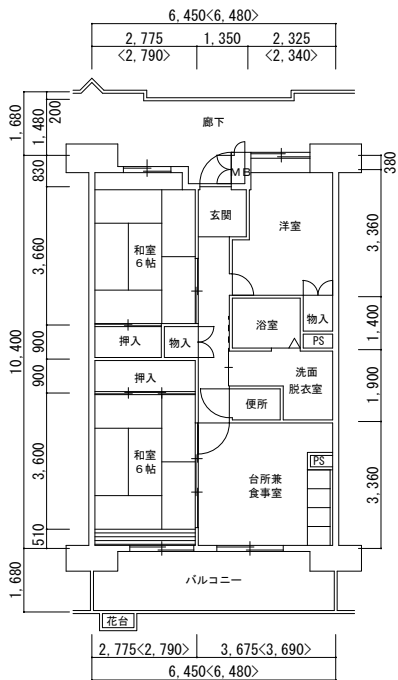 6,450<6,480>
2,775 1,350 2,325
<2,790> <2,340>
1,680
1,480
200
廊下
830
380
MB
玄関
洋室
3,360
和室
6帖
3,660
浴室
物入
1,400
押入
物入
PS
900
10,400
900
押入
洗面
脱衣室
1,900
便所
和室
6帖
3,600
台所兼
食事室
PS
3,360
510
バルコニー
1,680
花台
2,775<2,790> 3,675<3,690>
6,450<6,480>